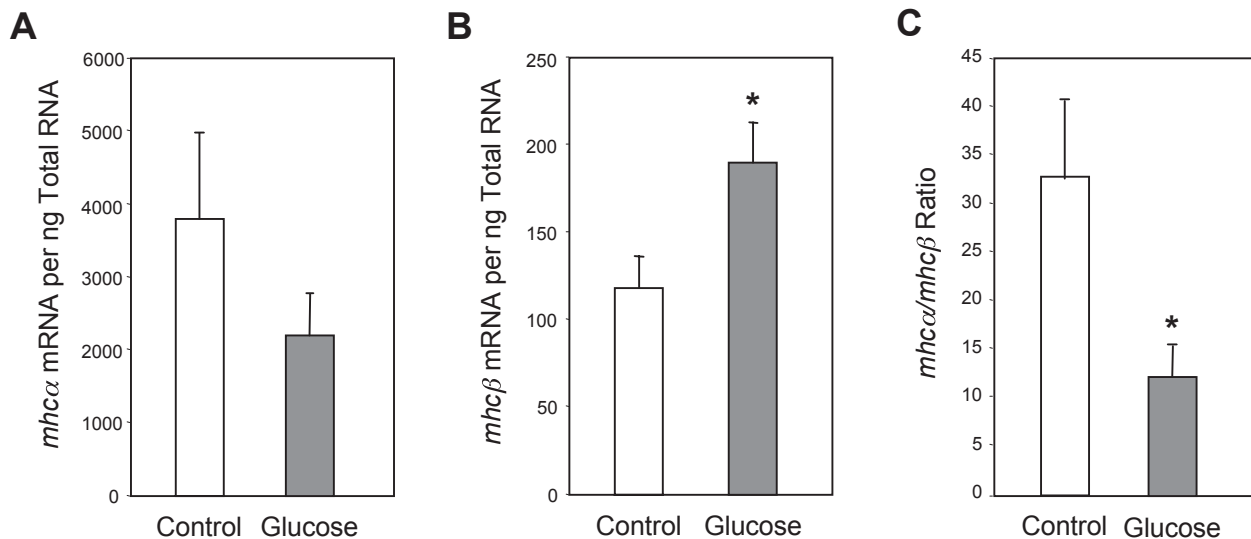 A
mhcα mRNA per ng Total RNA
6000
5000
4000
3000
2000
1000
0
Control Glucose
B
mhcβ mRNA per ng Total RNA
250
200
150
100
50
0
*
Control Glucose
C
mhcα/mhcβ Ratio
45
40
35
30
25
20
15
10
5
0
*
Control Glucose